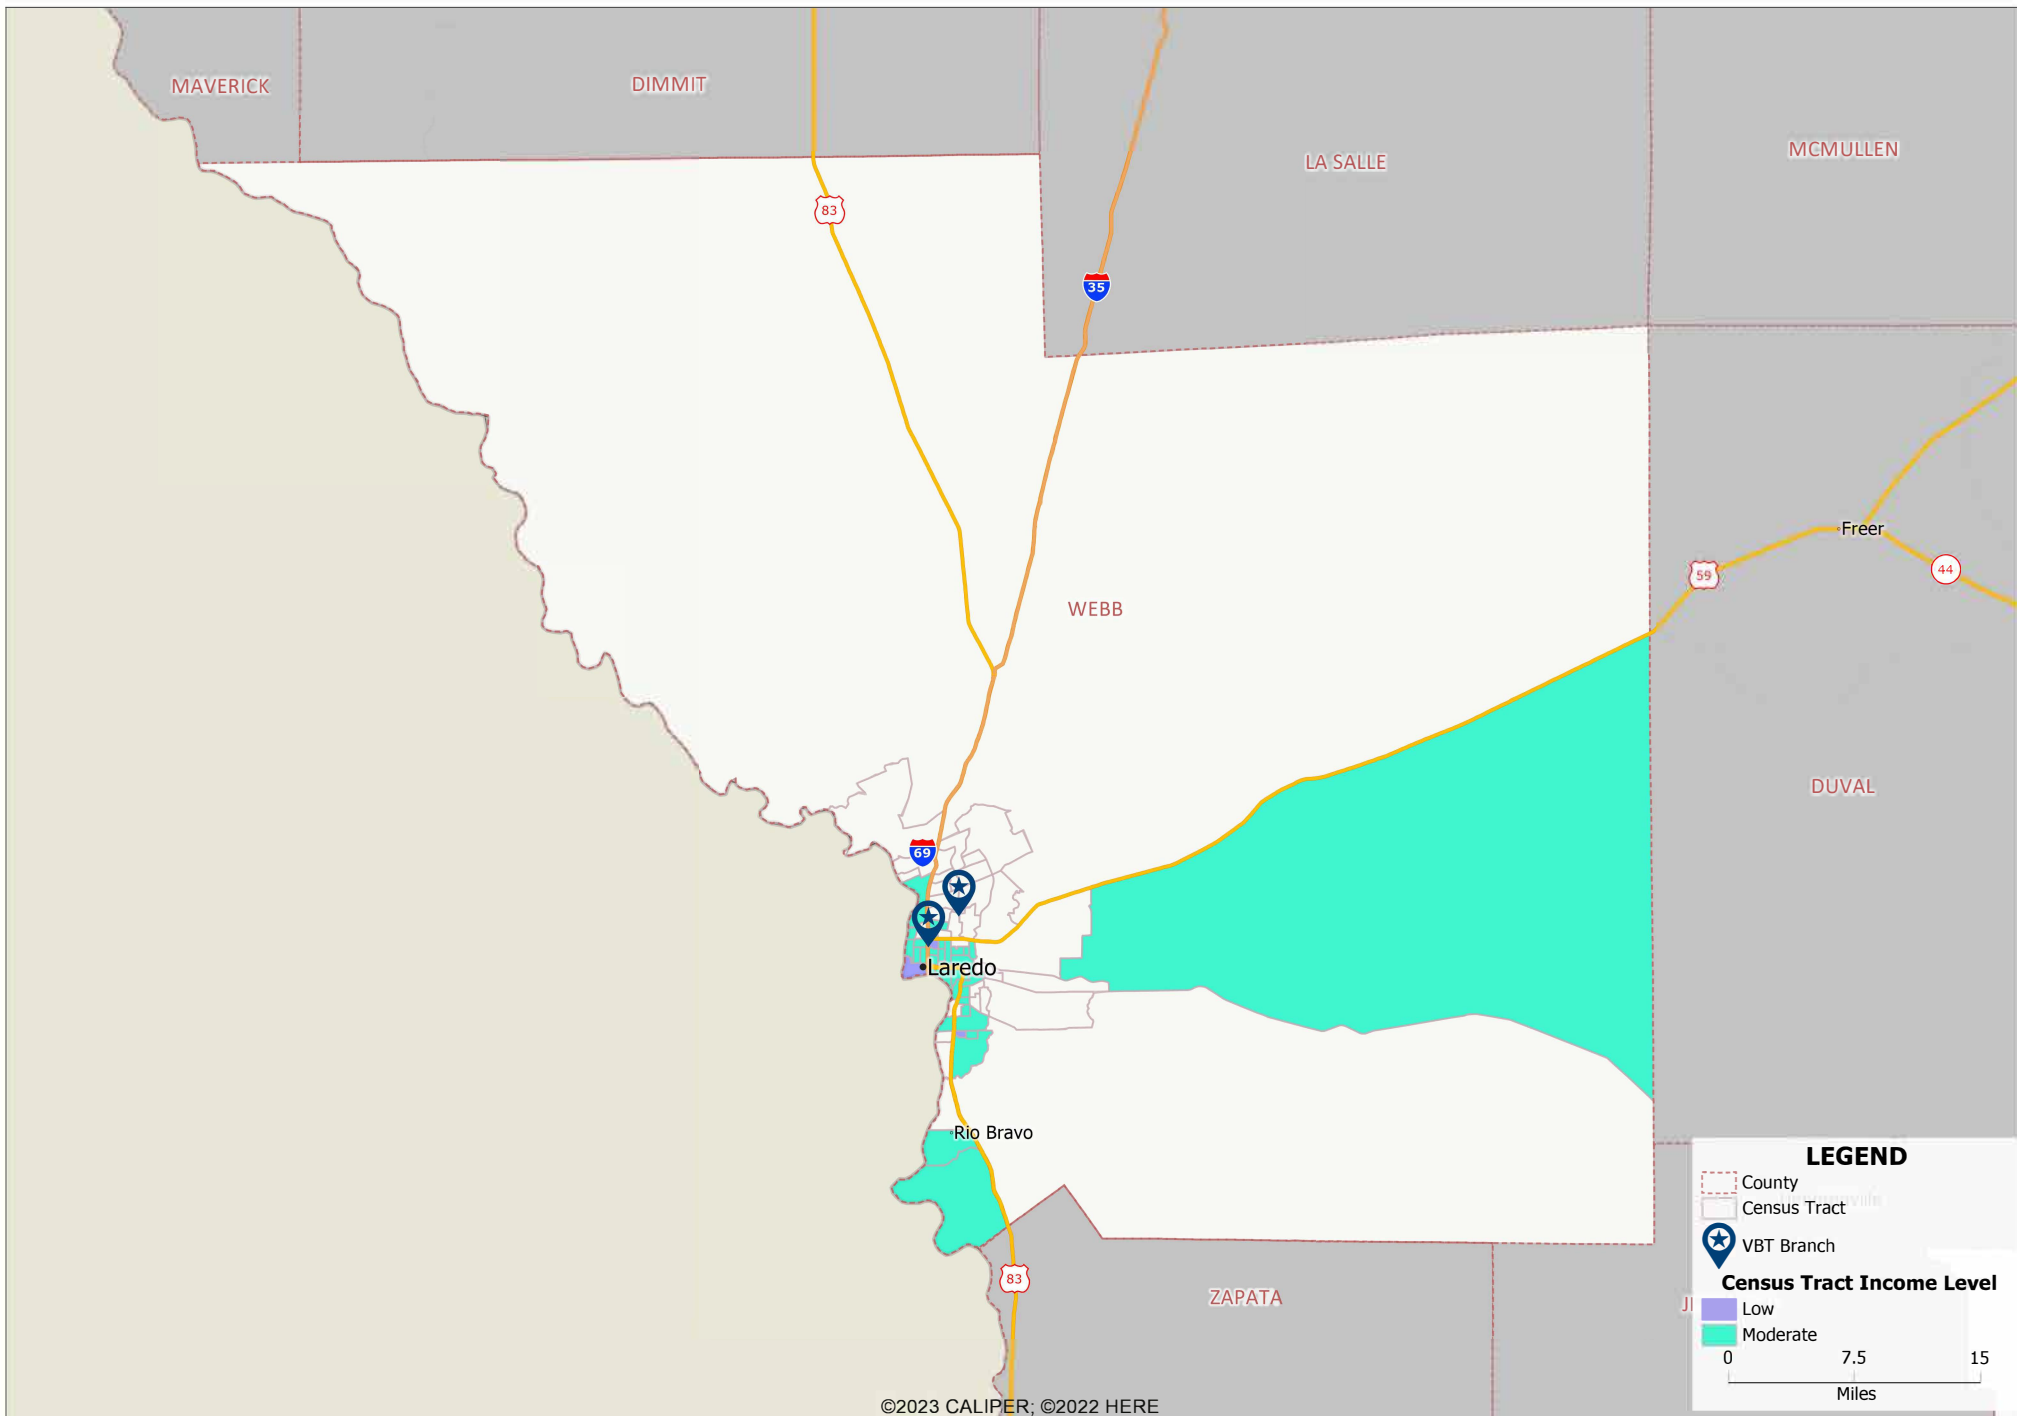 MAVERICK
DIMMIT
LA SALLE
MCMULLEN
83
35
Freer
59
44
WEBB
DUVAL
69
Laredo
Rio Bravo
83
ZAPATA
LEGEND
County
Census Tract
VBT Branch
Census Tract Income Level
Low
Moderate
0 7.5 15
Miles
©2023 CALIPER; ©2022 HERE